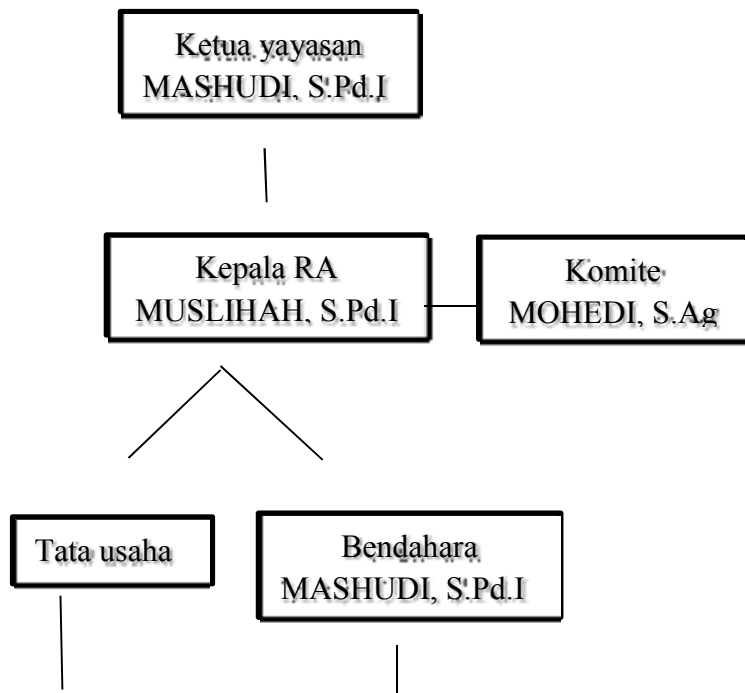 Ketua yayasan
MASHUDI, S.Pd.I
Kepala RA
MUSLIHAH, S.Pd.I
Komite
MOHEDI, S.Ag
Tata usaha
Bendahara
MASHUDI, S.Pd.I